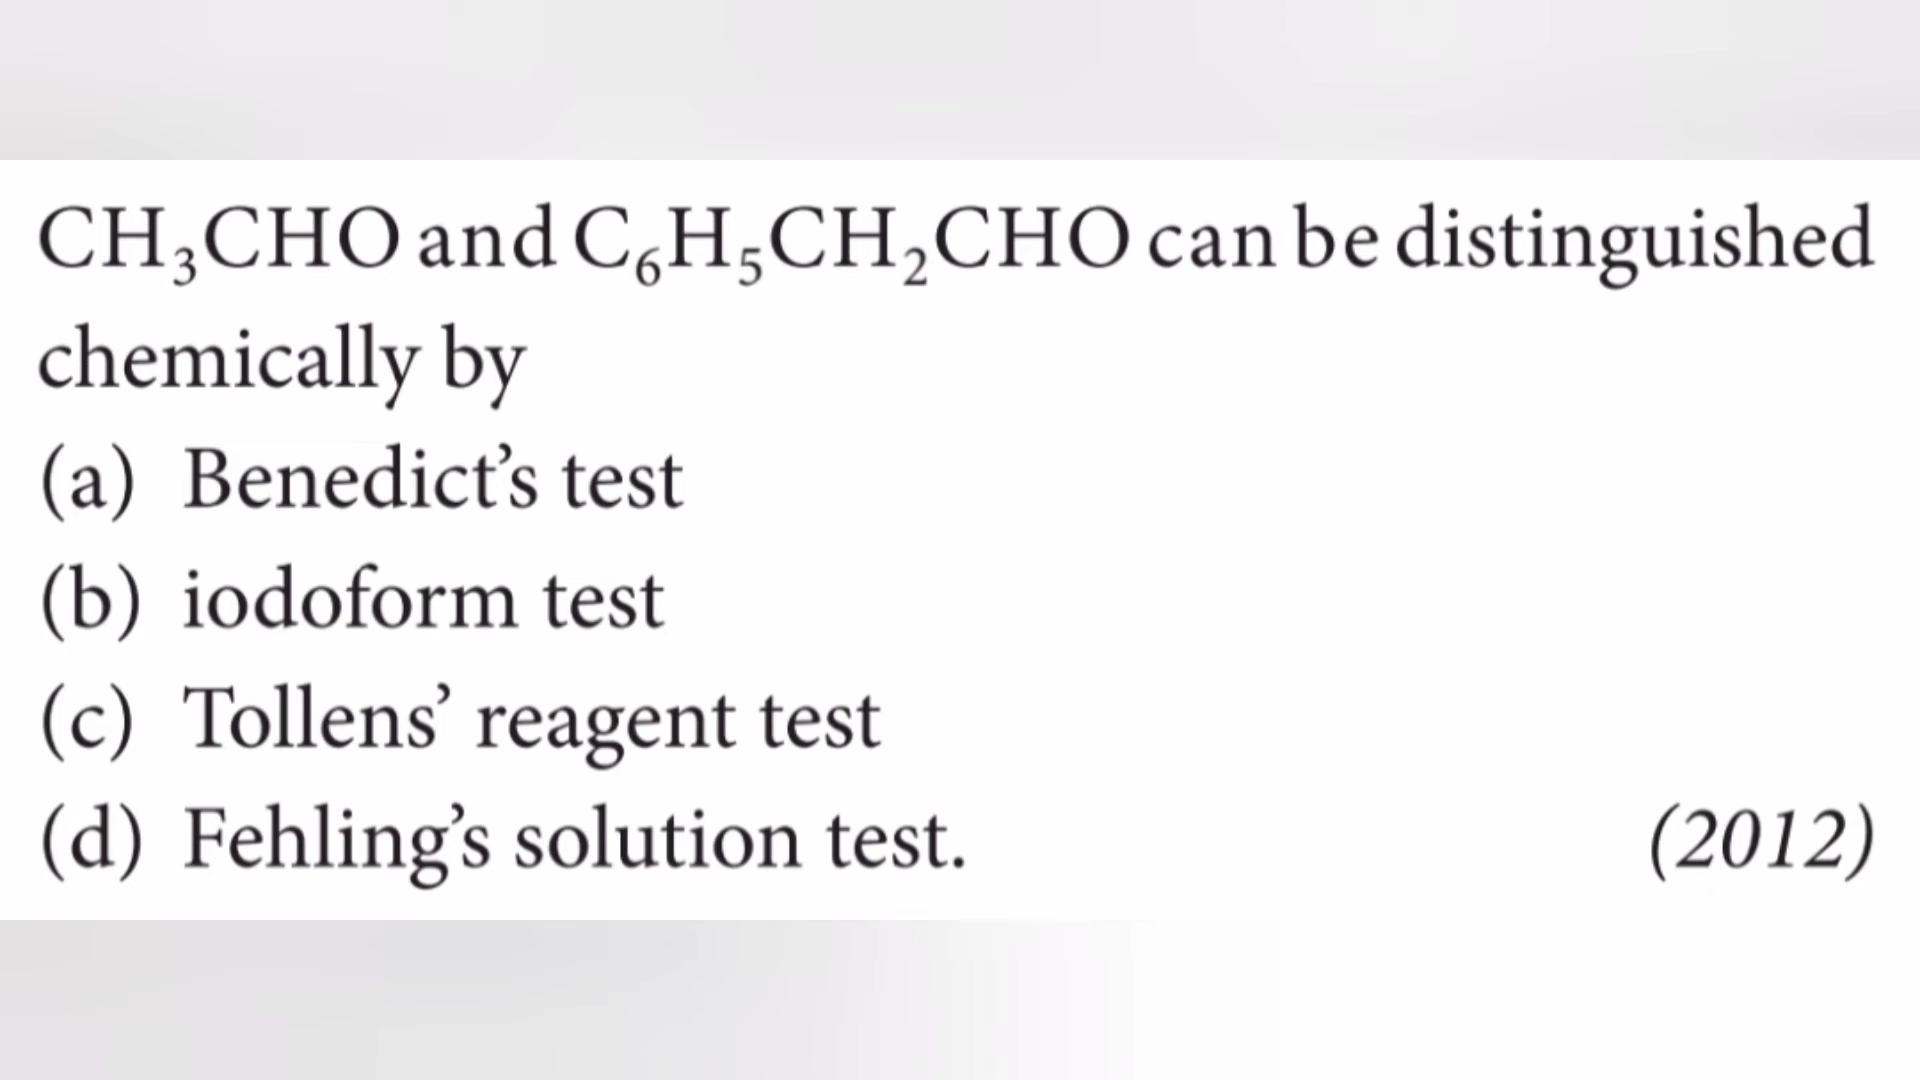 CH₃CHO and C₆H₅CH₂CHO can be distinguished
chemically by
(a) Benedict’s test
(b) iodoform test
(c) Tollens’ reagent test
(d) Fehling’s solution test. (2012)